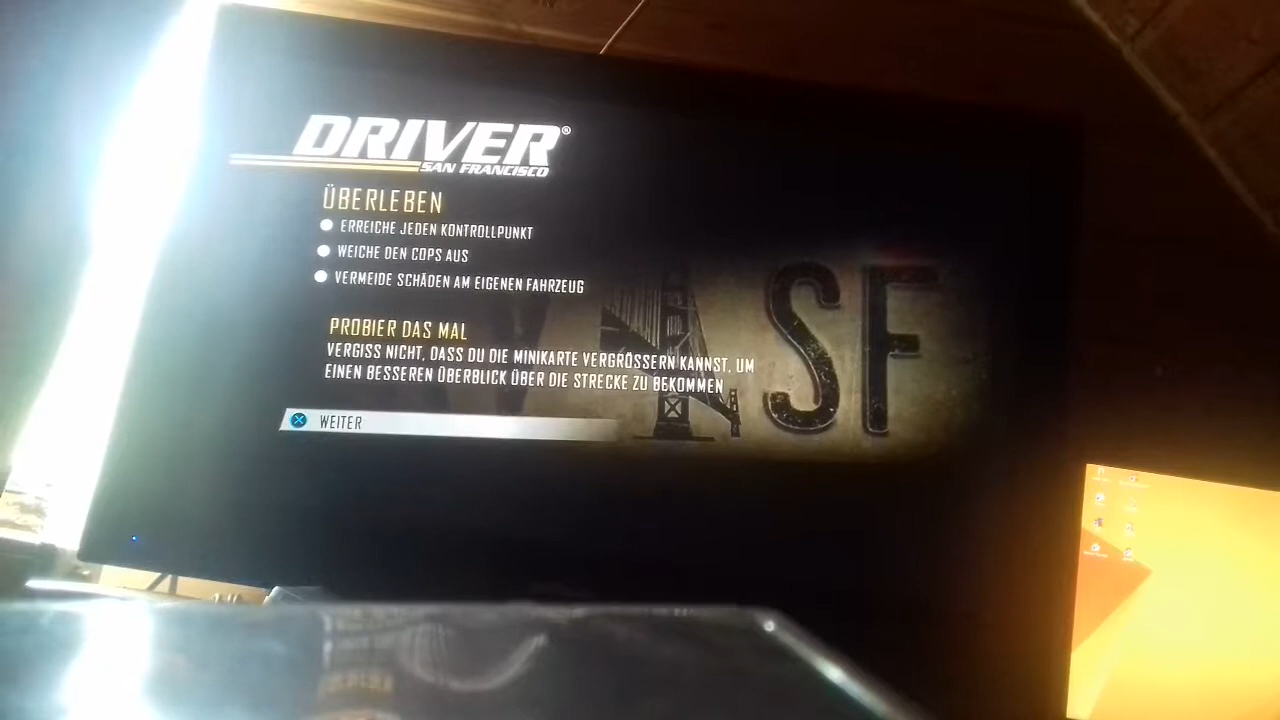 DRIVER®
SAN FRANCISCO
ÜBERLEBEN
ERREICHE JEDEN KONTROLLPUNKT
WEICHE DEN COPS AUS
VERMEIDE SCHÄDEN AM EIGENEN FAHRZEUG
PROBIER DAS MAL
VERGISS NICHT, DASS DU DIE MINIKARTE VERGRÖSSERN KANNST, UM
EINEN BESSEREN ÜBERBLICK ÜBER DIE STRECKE ZU BEKOMMEN
WEITER
SF